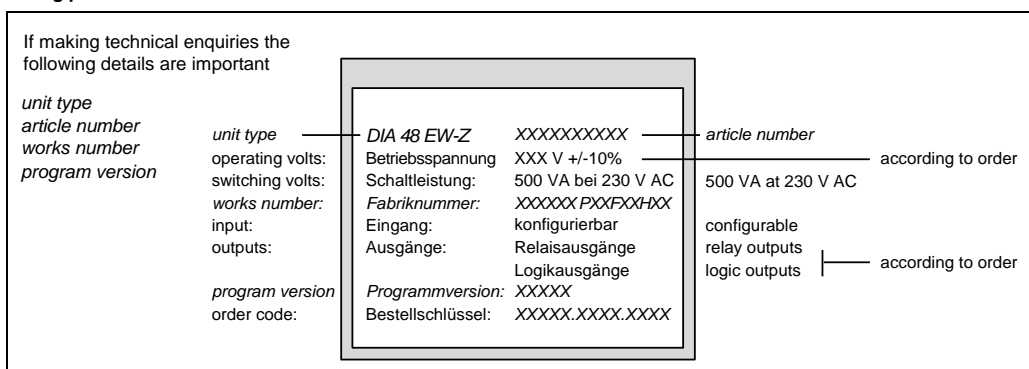 If making technical enquiries the
following details are important
unit type
article number
works number
program version
unit type DIA 48 EW-Z XXXXXXXXXX article number
operating volts: Betriebsspannung XXX V +/-10% according to order
switching volts: Schaltleistung: 500 VA bei 230 V AC 500 VA at 230 V AC
works number: Fabriknummer: XXXXXX PXXFXXHXX
input: Eingang: konfigurierbar configurable
outputs: Ausgänge: Relaisausgänge relay outputs
Logikausgänge logic outputs according to order
program version Programmversion: XXXXX
order code: Bestellschlüssel: XXXXX.XXXX.XXXX